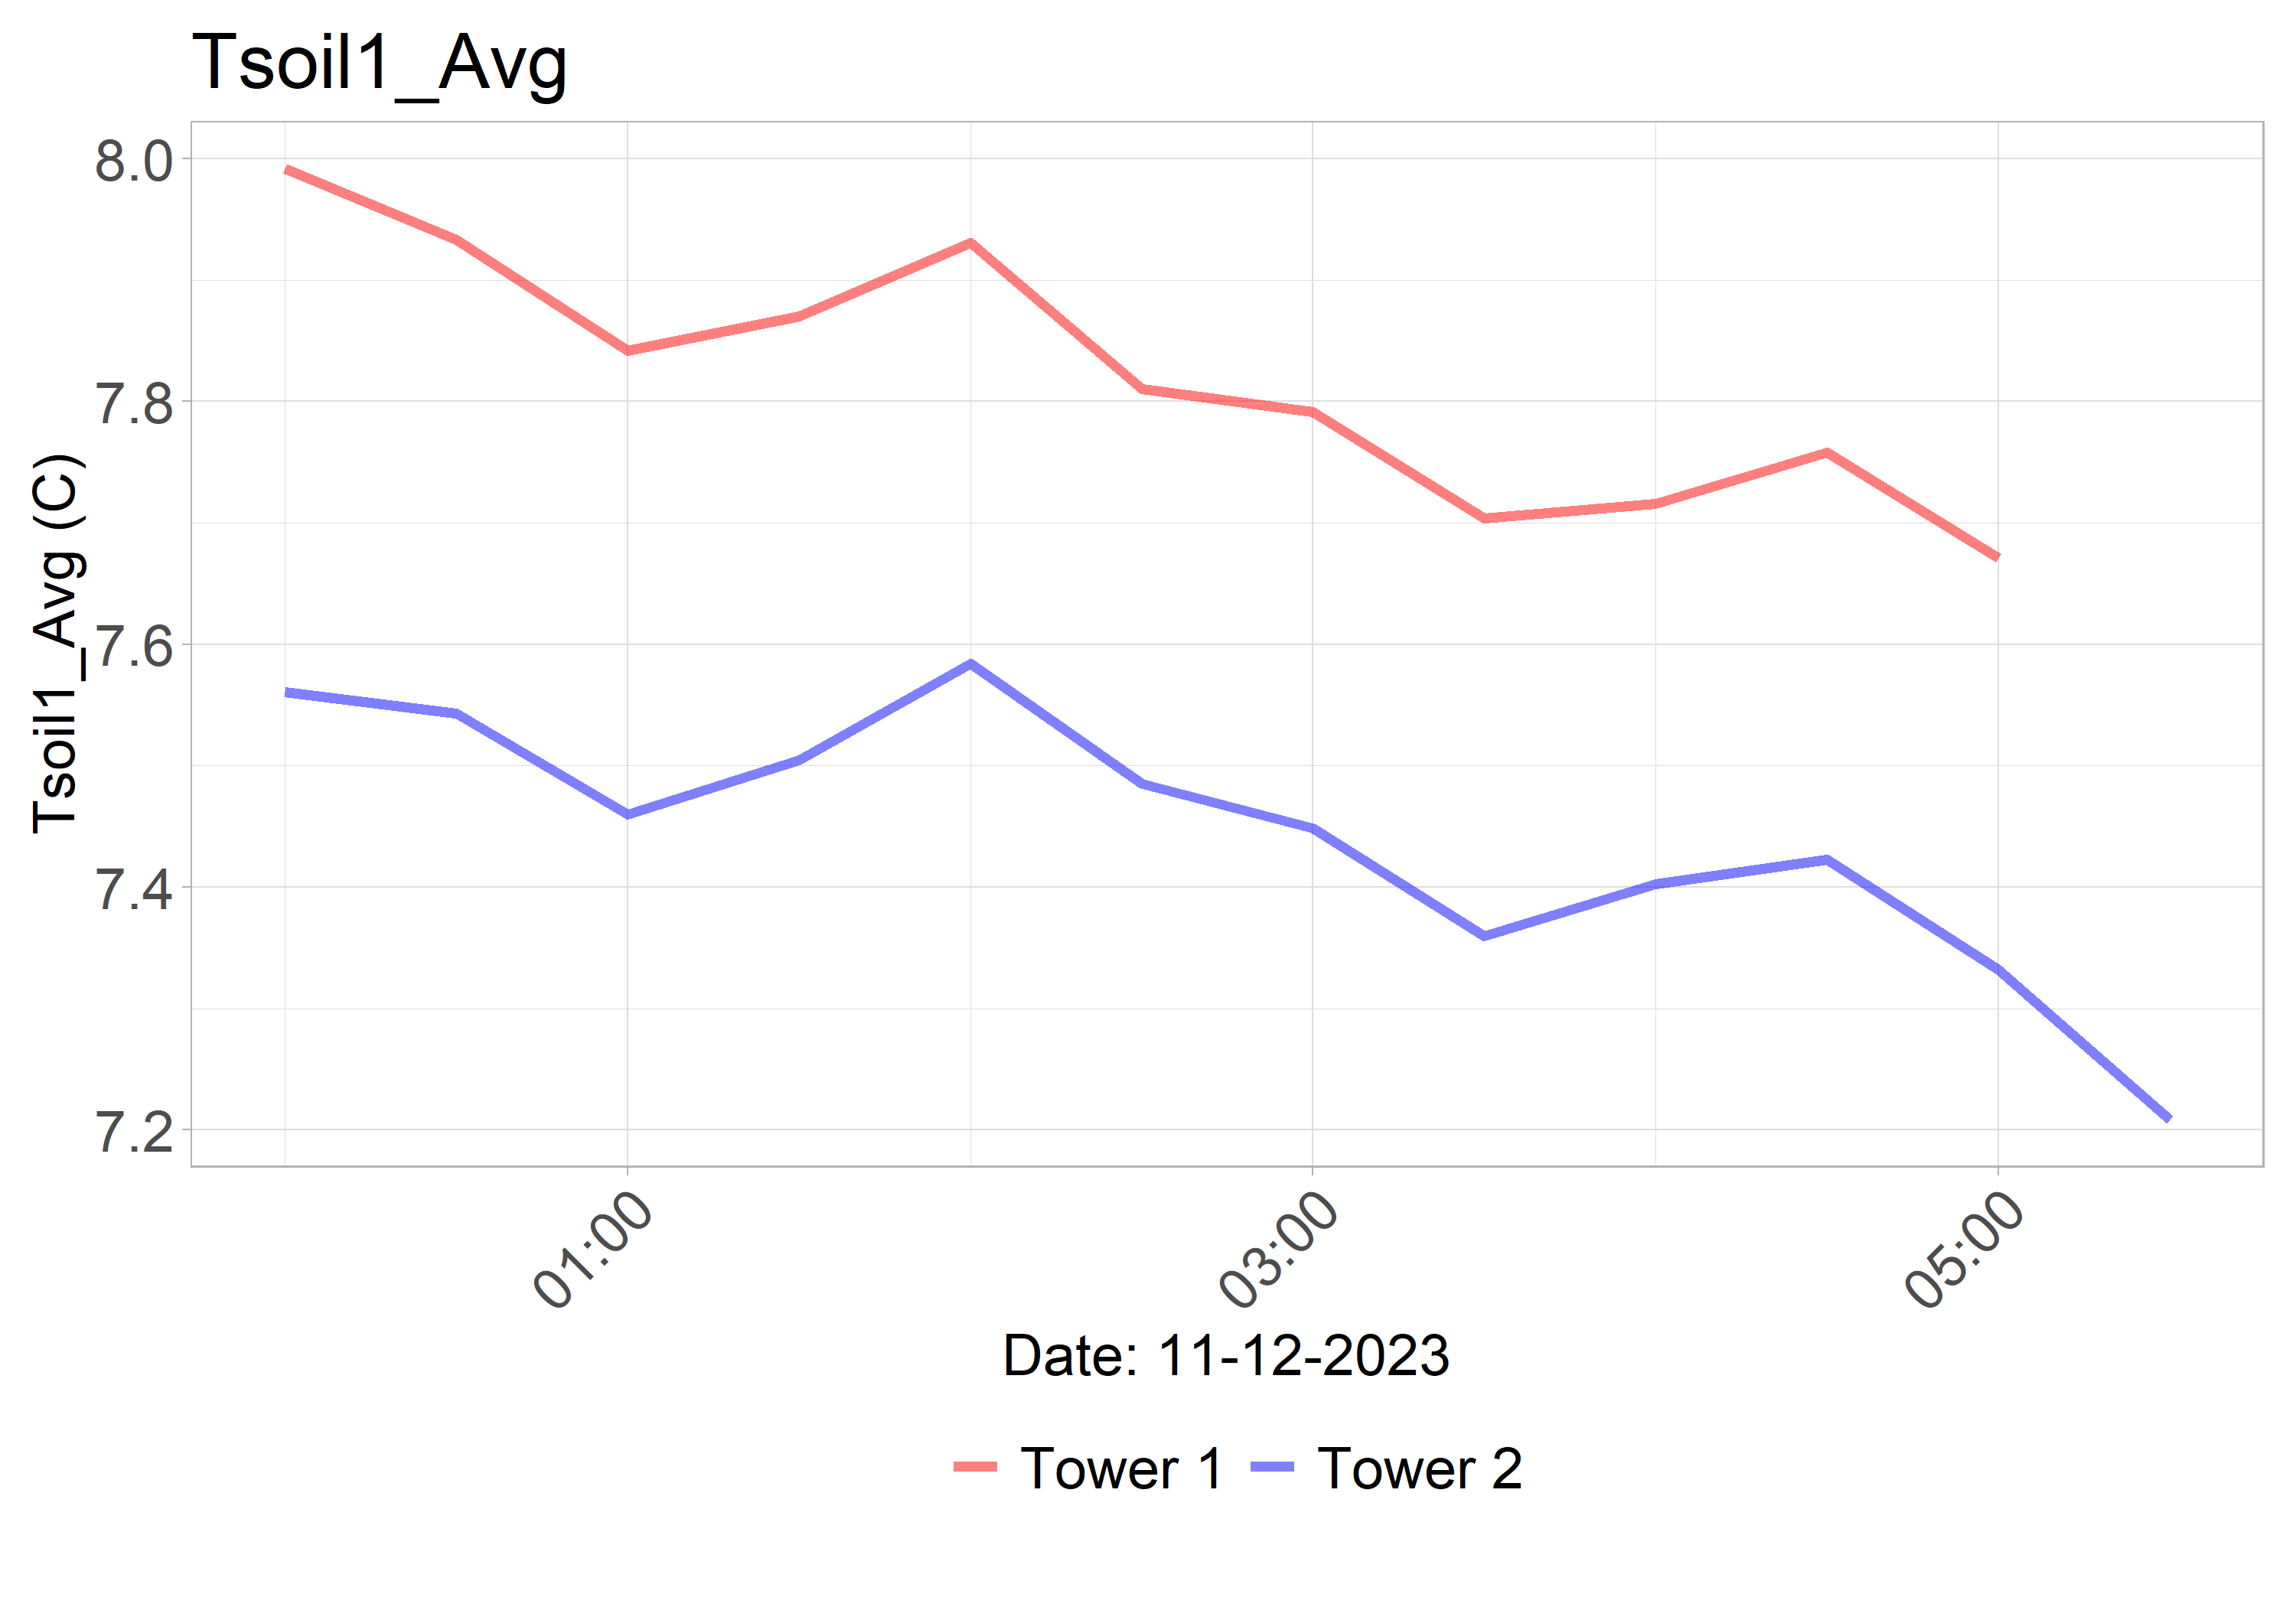 Tsoil1_Avg
8.0
7.8
7.6
7.4
7.2
Tsoil1_Avg (C)
01:00
03:00
05:00
Date: 11-12-2023
Tower 1
Tower 2